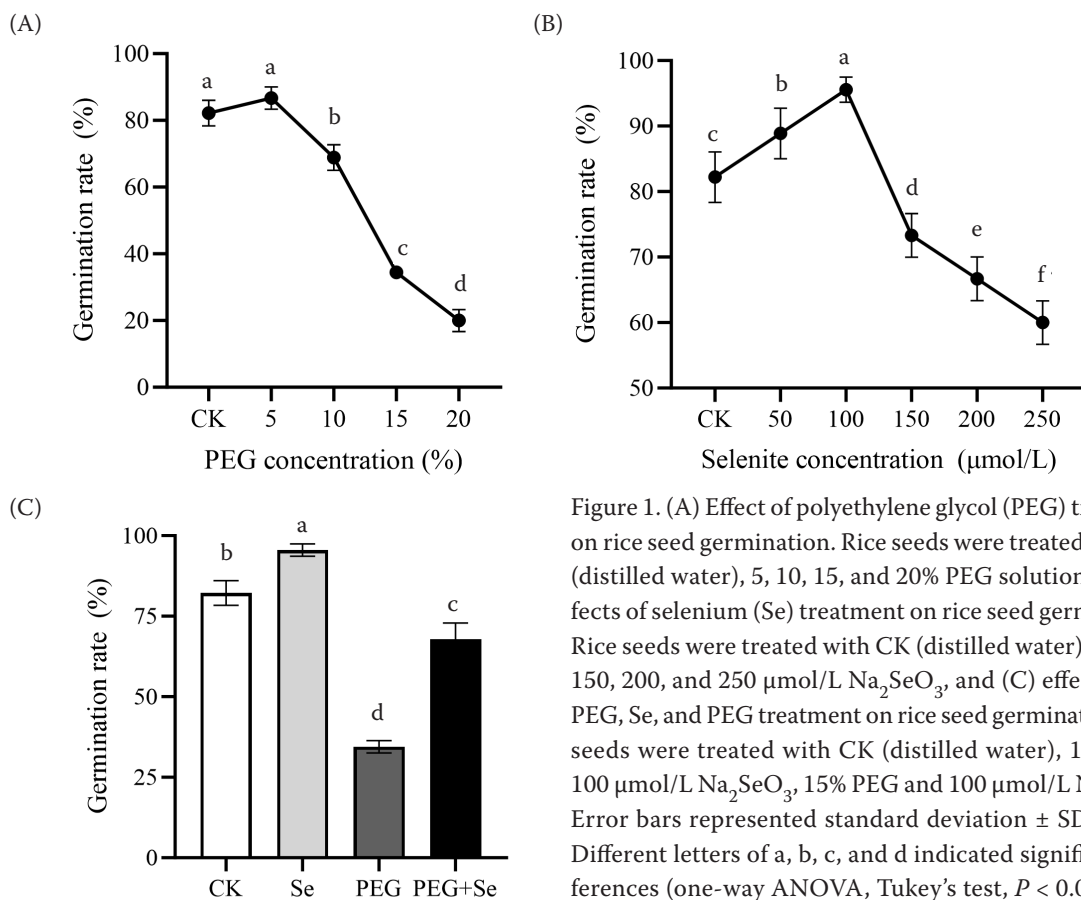 (A)
100
80
60
40
20
0
Germination rate (%)
a
a
b
c
d
CK 5 10 15 20
PEG concentration (%)
(B)
100
90
80
70
60
50
Germination rate (%)
c
b
a
d
e
f
CK 50 100 150 200 250
Selenite concentration (μmol/L)
(C)
100
75
50
25
0
Germination rate (%)
b
a
d
c
CK Se PEG PEG+Se
Figure 1. (A) Effect of polyethylene glycol (PEG) t
on rice seed germination. Rice seeds were treated
(distilled water), 5, 10, 15, and 20% PEG solution
fects of selenium (Se) treatment on rice seed germ
Rice seeds were treated with CK (distilled water)
150, 200, and 250 μmol/L Na₂SeO₃, and (C) effe
PEG, Se, and PEG treatment on rice seed germinat
seeds were treated with CK (distilled water), 1
100 μmol/L Na₂SeO₃, 15% PEG and 100 μmol/L N
Error bars represented standard deviation ± SD
Different letters of a, b, c, and d indicated signifi
ferences (one-way ANOVA, Tukey's test, P < 0.0